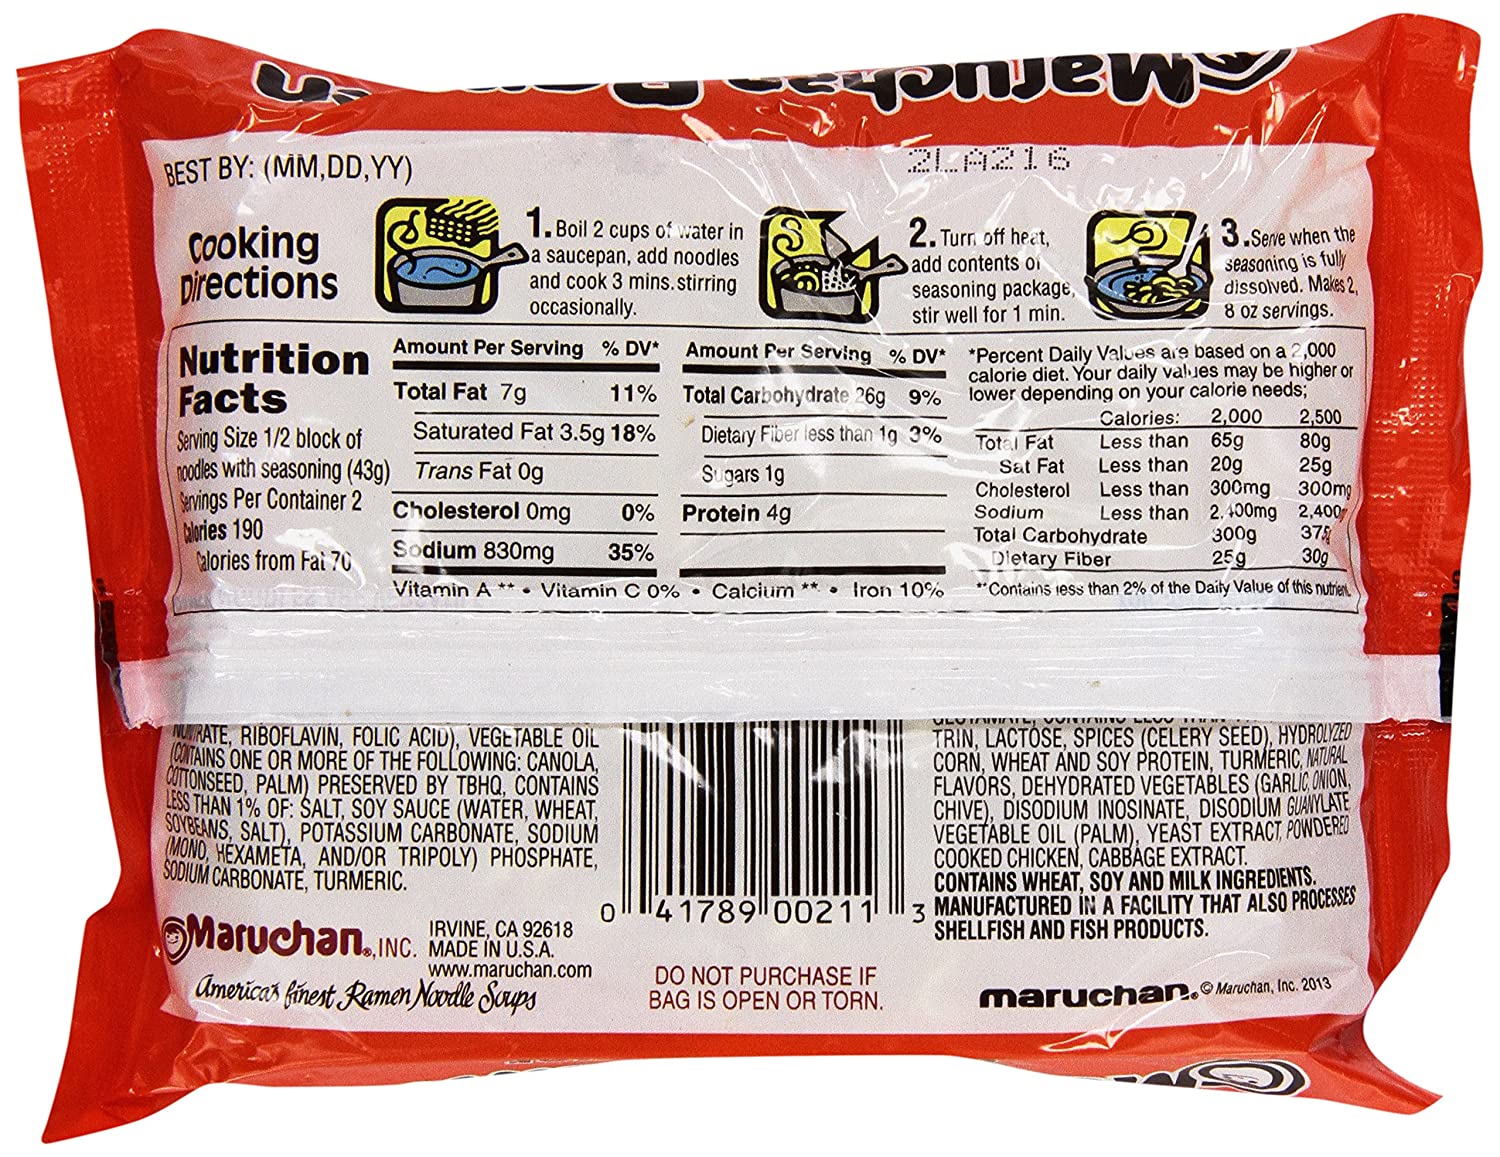 Maruchan
BEST BY: (MM,DD,YY)
2LA216
Cooking
Directions
1. Boil 2 cups of water in
a saucepan, add noodles
and cook 3 mins. stirring
occasionally.
2. Turn off heat,
add contents of
seasoning package,
stir well for 1 min.
3. Serve when the
seasoning is fully
dissolved. Makes 2,
8 oz servings.
Nutrition
Facts
Serving Size 1/2 block of
noodles with seasoning (43g)
Servings Per Container 2
Calories 190
Calories from Fat 70
Amount Per Serving % DV*
Total Fat 7g 11%
Saturated Fat 3.5g 18%
Trans Fat 0g
Cholesterol 0mg 0%
Sodium 830mg 35%
Amount Per Serving % DV*
Total Carbohydrate 26g 9%
Dietary Fiber less than 1g 3%
Sugars 1g
Protein 4g
Vitamin A ** • Vitamin C 0% • Calcium ** • Iron 10%
*Percent Daily Values are based on a 2,000
calorie diet. Your daily values may be higher or
lower depending on your calorie needs;
Calories: 2,000 2,500
Total Fat Less than 65g 80g
Sat Fat Less than 20g 25g
Cholesterol Less than 300mg 300mg
Sodium Less than 2,400mg 2,400
Total Carbohydrate 300g 375g
Dietary Fiber 25g 30g
**Contains less than 2% of the Daily Value of this nutrient.
RIBOFLAVIN, FOLIC ACID), VEGETABLE OIL
(CONTAINS ONE OR MORE OF THE FOLLOWING: CANOLA,
COTTONSEED, PALM) PRESERVED BY TBHQ, CONTAINS
LESS THAN 1% OF: SALT, SOY SAUCE (WATER, WHEAT,
SOYBEANS, SALT), POTASSIUM CARBONATE, SODIUM
(MONO, HEXAMETA, AND/OR TRIPOLY) PHOSPHATE,
SODIUM CARBONATE, TURMERIC.
Maruchan®, INC.
IRVINE, CA 92618
MADE IN U.S.A.
www.maruchan.com
America's finest Ramen Noodle Soups
0 41789 00211 3
DO NOT PURCHASE IF
BAG IS OPEN OR TORN.
GLUTAMATE, CONTAINS LESS THAN
TRIN, LACTOSE, SPICES (CELERY SEED), HYDROLYZED
CORN, WHEAT AND SOY PROTEIN, TURMERIC, NATURAL
FLAVORS, DEHYDRATED VEGETABLES (GARLIC, ONION,
CHIVE), DISODIUM INOSINATE, DISODIUM GUANYLATE
VEGETABLE OIL (PALM), YEAST EXTRACT, POWDERED
COOKED CHICKEN, CABBAGE EXTRACT.
CONTAINS WHEAT, SOY AND MILK INGREDIENTS.
MANUFACTURED IN A FACILITY THAT ALSO PROCESSES
SHELLFISH AND FISH PRODUCTS.
maruchan® © Maruchan, Inc. 2013